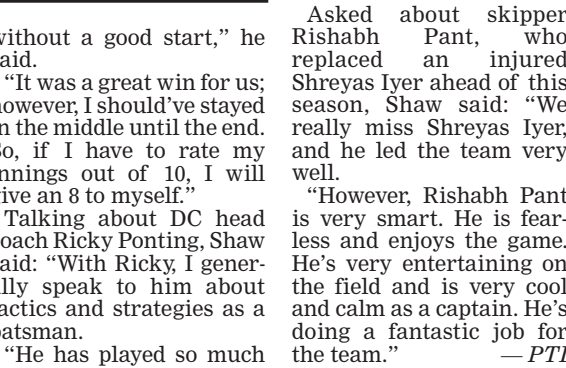 without a good start,” he
said.
“It was a great win for us;
however, I should’ve stayed
in the middle until the end.
So, if I have to rate my
innings out of 10, I will
give an 8 to myself.”
Talking about DC head
coach Ricky Ponting, Shaw
said: “With Ricky, I gener-
ally speak to him about
tactics and strategies as a
batsman.
“He has played so much
Asked about skipper
Rishabh Pant, who
replaced an injured
Shreyas Iyer ahead of this
season, Shaw said: “We
really miss Shreyas Iyer,
and he led the team very
well.
“However, Rishabh Pant
is very smart. He is fear-
less and enjoys the game.
He’s very entertaining on
the field and is very cool
and calm as a captain. He’s
doing a fantastic job for
the team.” — PTI